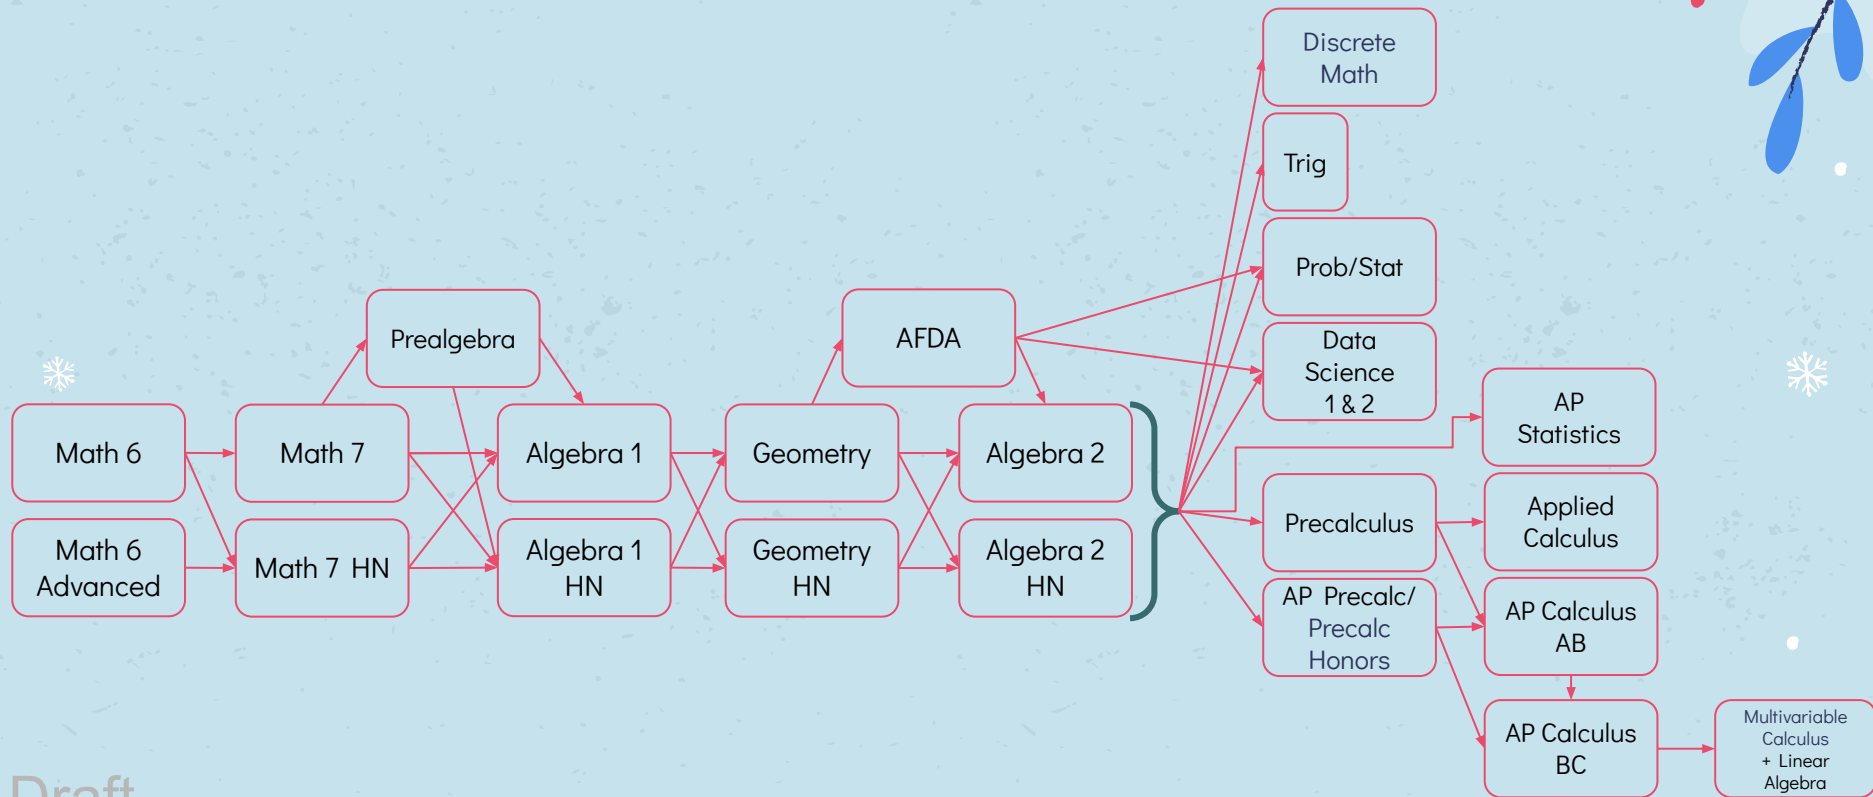 Discrete
Math
Trig
Prob/Stat
Prealgebra
AFDA
Data
Science
1 & 2
AP
Statistics
Math 6
Math 7
Algebra 1
Geometry
Algebra 2
Precalculus
Applied
Calculus
Math 6
Advanced
Math 7 HN
Algebra 1
HN
Geometry
HN
Algebra 2
HN
AP Precalc/
Precalc
Honors
AP Calculus
AB
AP Calculus
BC
Multivariable
Calculus
+ Linear
Algebra
Draft